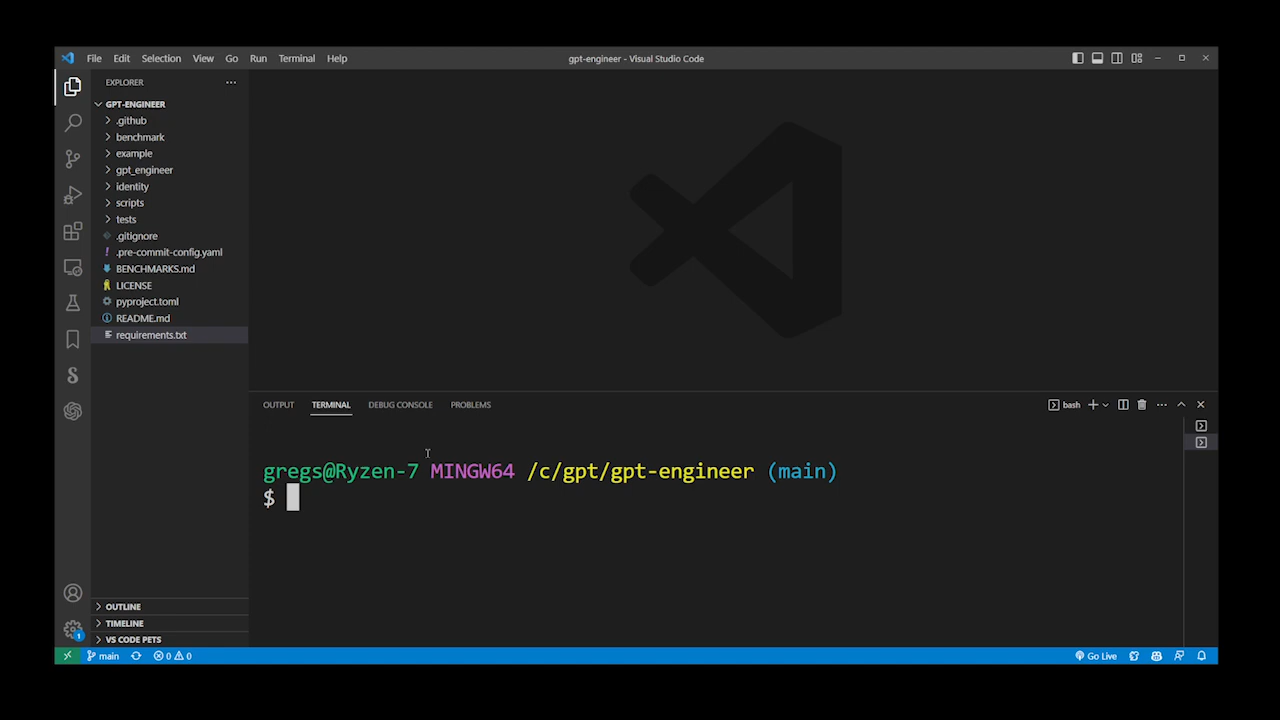 File Edit Selection View Go Run Terminal Help
gpt-engineer - Visual Studio Code
EXPLORER
GPT-ENGINEER
.github
benchmark
example
gpt_engineer
identity
scripts
tests
.gitignore
.pre-commit-config.yaml
BENCHMARKS.md
LICENSE
pyproject.toml
README.md
requirements.txt
OUTPUT TERMINAL DEBUG CONSOLE PROBLEMS
bash
gregs@Ryzen-7 MINGW64 /c/gpt/gpt-engineer (main)
$
OUTLINE
TIMELINE
VS CODE PETS
1
main 0 0
Go Live